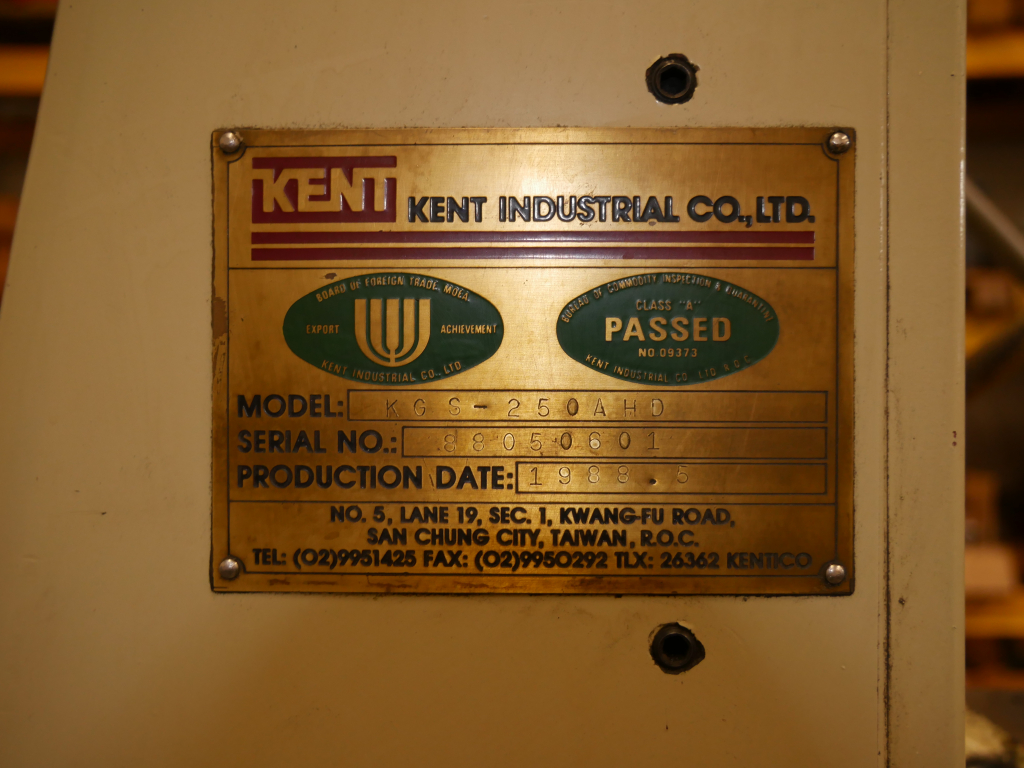 KENT KENT INDUSTRIAL CO., LTD.
BOARD OF FOREIGN TRADE, MOEA.
EXPORT ACHIEVEMENT
KENT INDUSTRIAL CO., LTD
BUREAU OF COMMODITY INSPECTION & QUARANTINE
CLASS "A"
PASSED
NO 09373
KENT INDUSTRIAL CO. LTD R.O.C.
MODEL: KGS-250AHD
SERIAL NO.: 88050601
PRODUCTION DATE: 1988.5
NO. 5, LANE 19, SEC. 1, KWANG-FU ROAD,
SAN CHUNG CITY, TAIWAN, R.O.C.
TEL: (02)9951425 FAX: (02)9950292 TLX: 26362 KENTICO